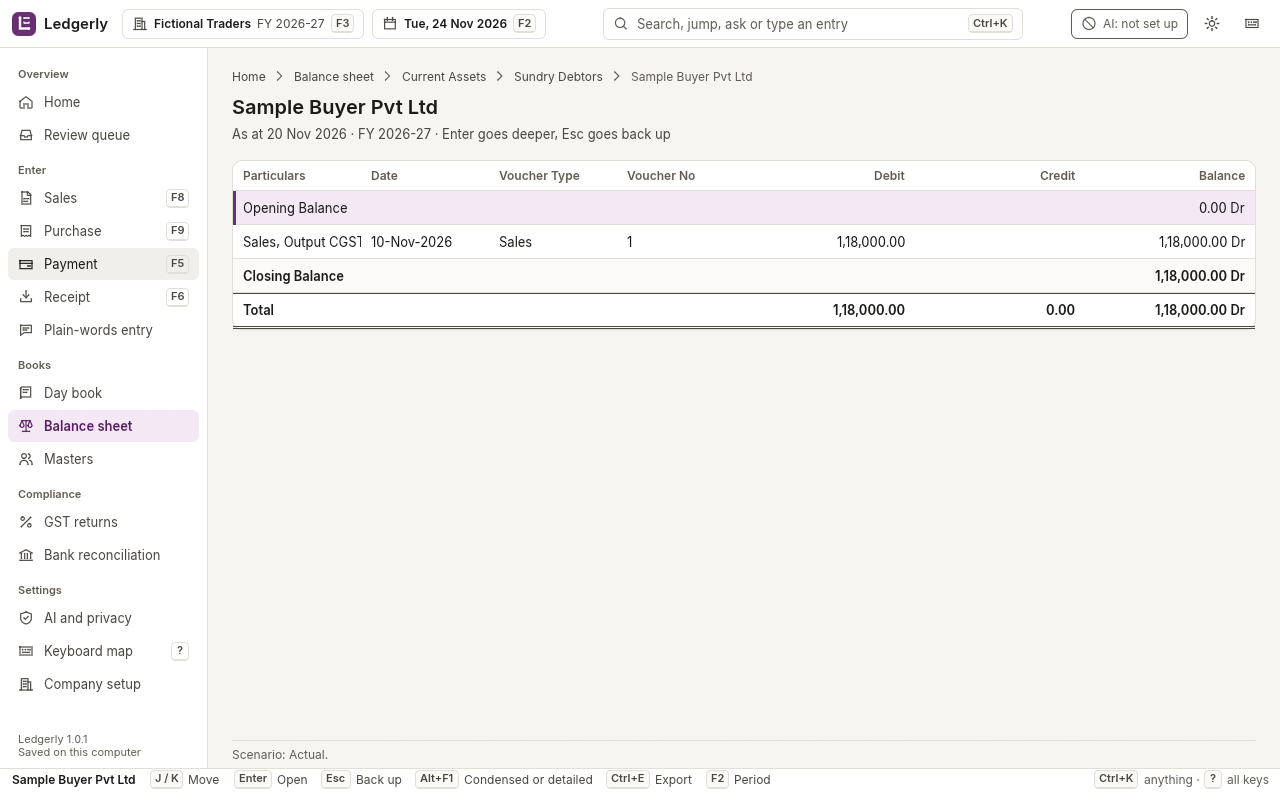 Ledgerly
Fictional Traders FY 2026-27 F3
Tue, 24 Nov 2026 F2
Search, jump, ask or type an entry Ctrl+K
AI: not set up
Overview
Home
Review queue
Enter
Sales F8
Purchase F9
Payment F5
Receipt F6
Plain-words entry
Books
Day book
Balance sheet
Masters
Compliance
GST returns
Bank reconciliation
Settings
AI and privacy
Keyboard map ?
Company setup
Ledgerly 1.0.1
Saved on this computer
Home > Balance sheet > Current Assets > Sundry Debtors > Sample Buyer Pvt Ltd
Sample Buyer Pvt Ltd
As at 20 Nov 2026 · FY 2026-27 · Enter goes deeper, Esc goes back up
Particulars Date Voucher Type Voucher No Debit Credit Balance
Opening Balance 0.00 Dr
Sales, Output CGST 10-Nov-2026 Sales 1 1,18,000.00 1,18,000.00 Dr
Closing Balance 1,18,000.00 Dr
Total 1,18,000.00 0.00 1,18,000.00 Dr
Scenario: Actual.
Sample Buyer Pvt Ltd J / K Move Enter Open Esc Back up Alt+F1 Condensed or detailed Ctrl+E Export F2 Period Ctrl+K anything · ? all keys